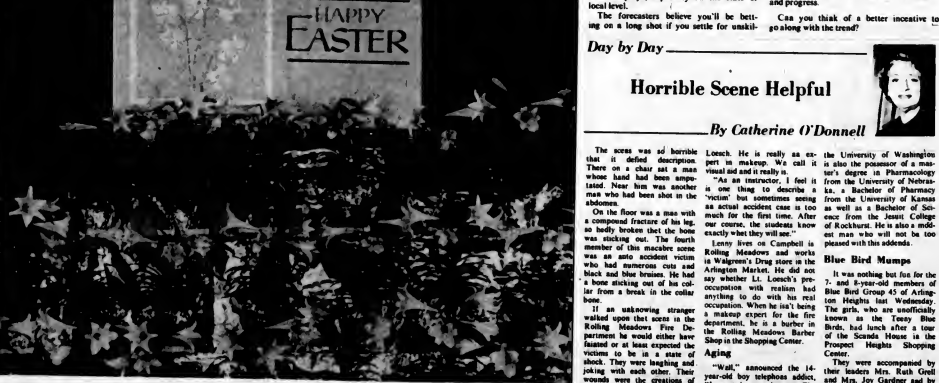 HAPPY
EASTER
local level.
The forecasters believe you'll be bett-
ing on a long shot if you settle for unskil-
and progress.
Can you think of a better incentive to
go along with the trend?
Day by Day
Horrible Scene Helpful
By Catherine O'Donnell
The scene was so horrible
that it defied description.
There on a chair sat a man
whose hand had been ampu-
tated. Near him was another
man who had been shot in the
abdomen.
On the floor was a man with
a compound fracture of his leg,
so badly broken that the bone
was sticking out. The fourth
member of this macabre scene
was an auto accident victim
who had numerous cuts and
black and blue bruises. He had
a bone sticking out of his col-
lar from a break in the collar
bone.
If an unknowing stranger
walked upon that scene in the
Rolling Meadows Fire De-
partment he would either have
fainted or at least expected the
victims to be in a state of
shock. They were laughing and
joking with each other. Their
wounds were the creations of
Loesch. He is really an ex-
pert in makeup. We call it
visual aid and it really is.
"As an instructor, I feel it
is one thing to describe a
'victim' but sometimes seeing
an actual accident case is too
much for the first time. After
our course, the students know
exactly what they will see."
Lenny lives on Campbell in
Rolling Meadows and works
in Walgreen's Drug store in the
Arlington Market. He did not
say whether Lt. Loesch's pre-
occupation with realism had
anything to do with his real
occupation. When he isn't being
a makeup expert for the fire
department, he is a barber in
the Rolling Meadows Barber
Shop in the Shopping Center.
Aging
"Wall," announced the 14-
year-old boy telephone addict,
the University of Washington
is also the possessor of a mas-
ter's degree in Pharmacology
from the University of Nebras-
ka, a Bachelor of Pharmacy
from the University of Kansas
as well as a Bachelor of Sci-
ence from the Jesuit College
of Rockhurst. He is also a mod-
est man who will not be too
pleased with this addenda.
Blue Bird Mumps
It was nothing but fun for the
7- and 8-year-old members of
Blue Bird Group 45 of Arling-
ton Heights last Wednesday.
The girls, who are unofficially
known as the Teeny Blue
Birds, had lunch after a tour
of the Scanda House in the
Prospect Heights Shopping
Center.
They were accompanied by
their leaders Mrs. Ruth Grell
and Mrs. Joy Gardner and by